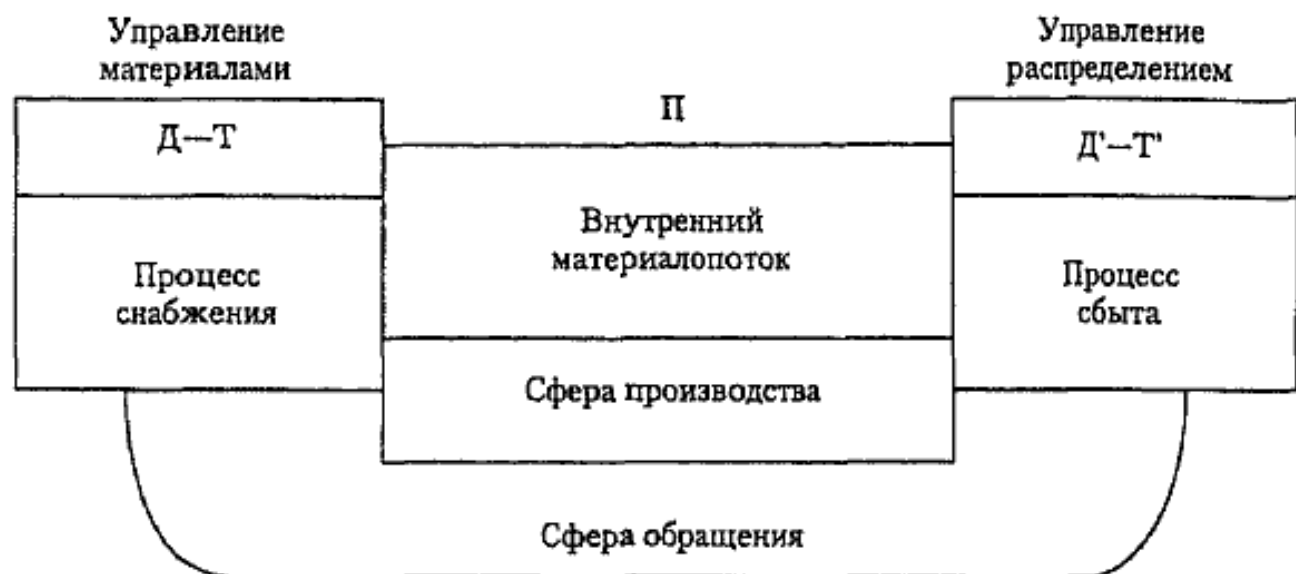 Управление
материалами
Управление
распределением
П
Д—Т
Д'—Т'
Внутренний
материалопоток
Процесс
снабжения
Процесс
сбыта
Сфера производства
Сфера обращения